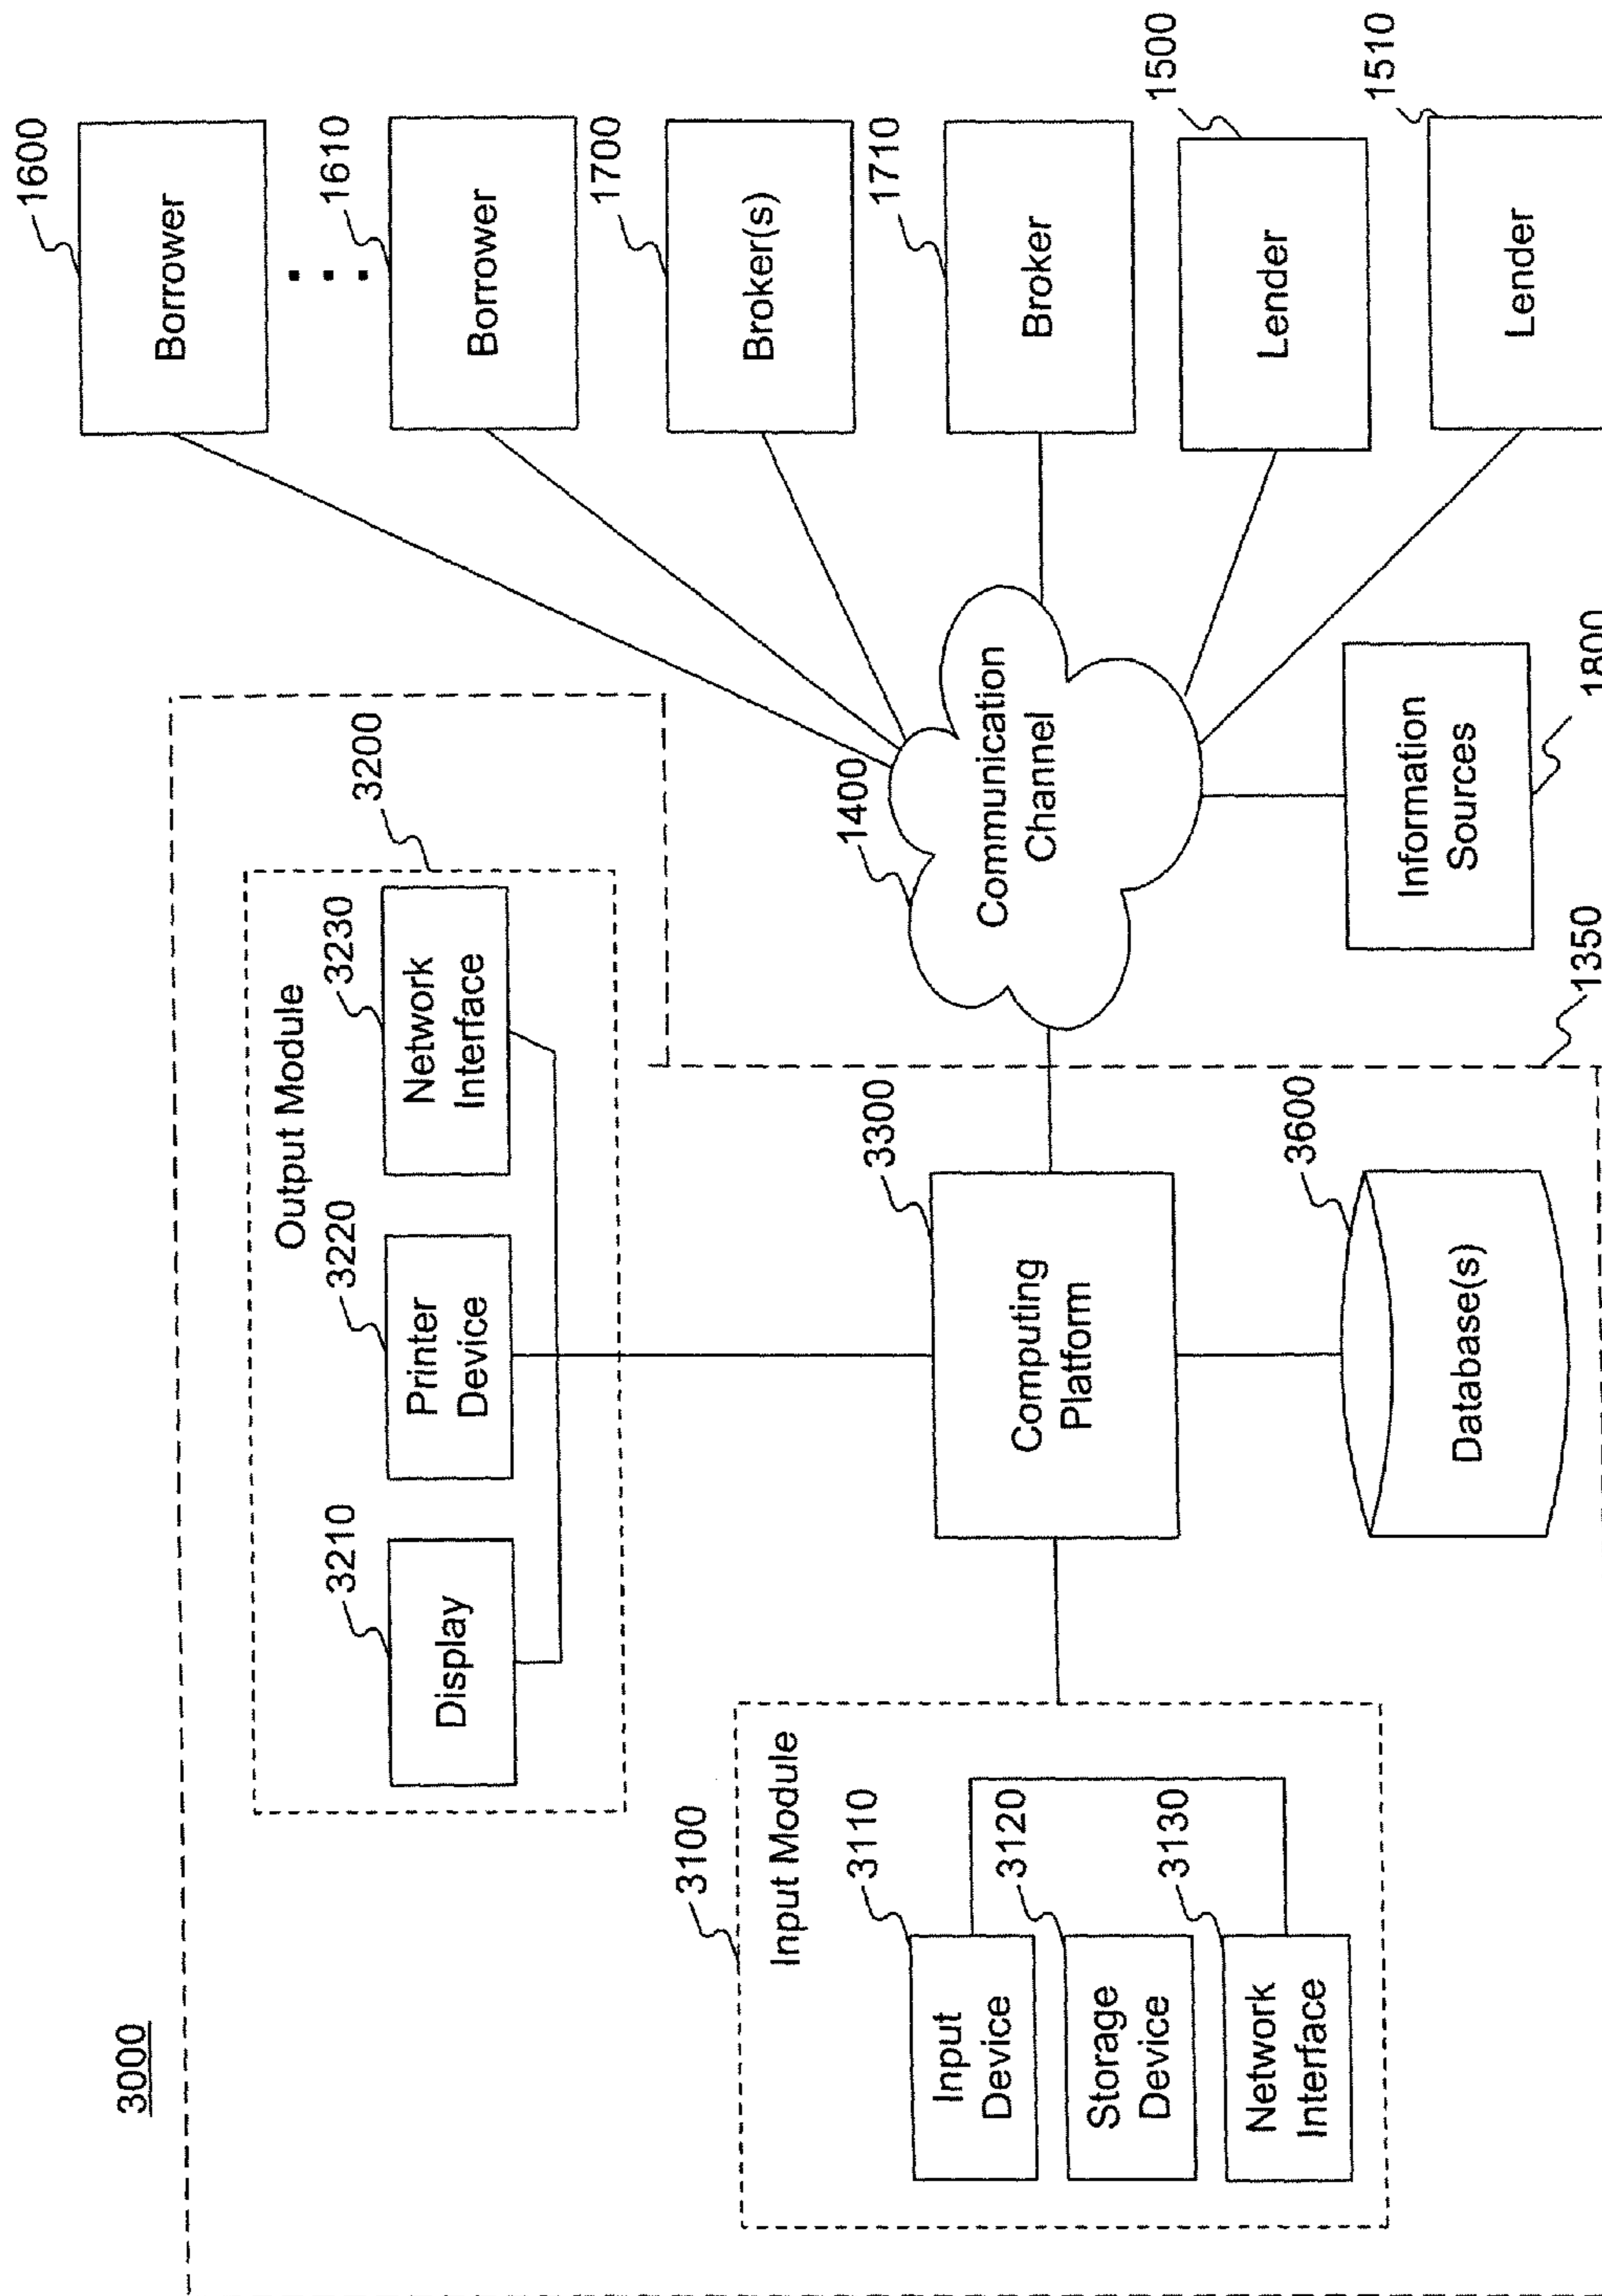 3000
3200
Output Module
3210
3220
3230
Display
Printer
Device
Network
Interface
3100
Input Module
3110
Input
Device
3120
Storage
Device
3130
Network
Interface
3300
Computing
Platform
3600
Database(s)
1350
1400
Communication
Channel
Information
Sources
1800
1600
Borrower
1610
Borrower
1700
Broker(s)
1710
Broker
1500
Lender
1510
Lender